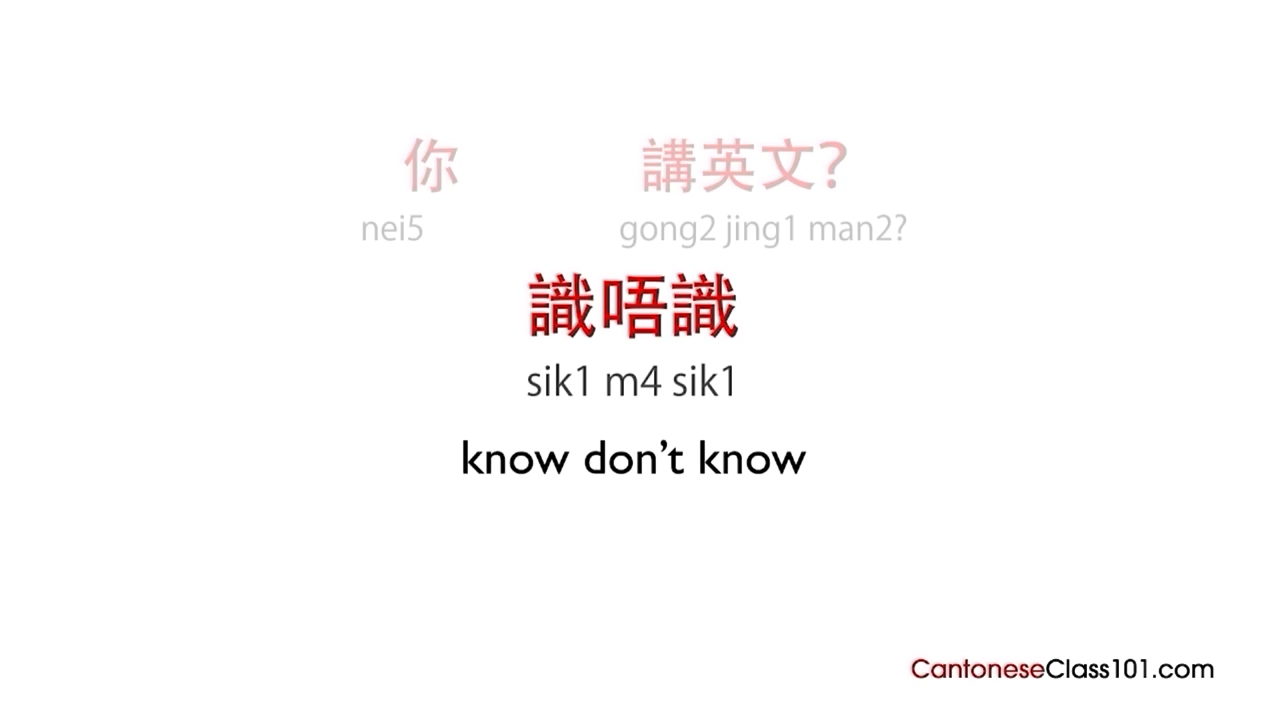 你 講英文?
nei5 gong2 jing1 man2?
識唔識
sik1 m4 sik1
know don’t know
CantoneseClass101.com